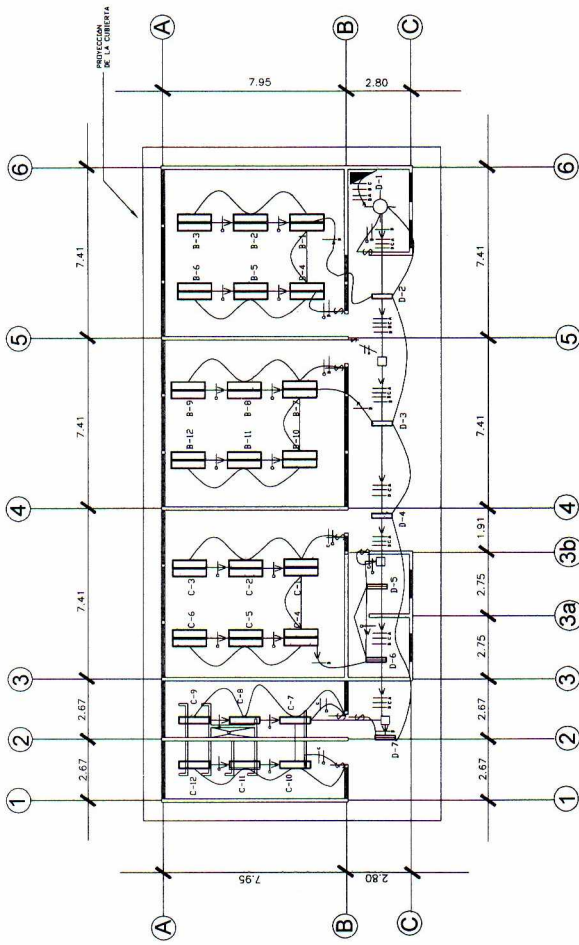 PROYECCION
DE LA CUBIERTA
A
B
C
7.95
2.80
1
2
3
4
5
6
2.67
2.67
7.41
7.41
7.41
C-12
C-9
C-6
C-3
B-12
B-9
B-6
B-3
C-11
C-8
C-5
C-2
B-11
B-8
B-5
B-2
C-10
C-7
C-4
C-1
B-10
B-7
B-4
B-1
D-7
D-6
D-5
D-4
D-3
D-2
D-1
2.67
2.67
2.75
2.75
1.91
7.41
7.41
1
2
3
3a
3b
4
5
6
7.95
2.80
A
B
C